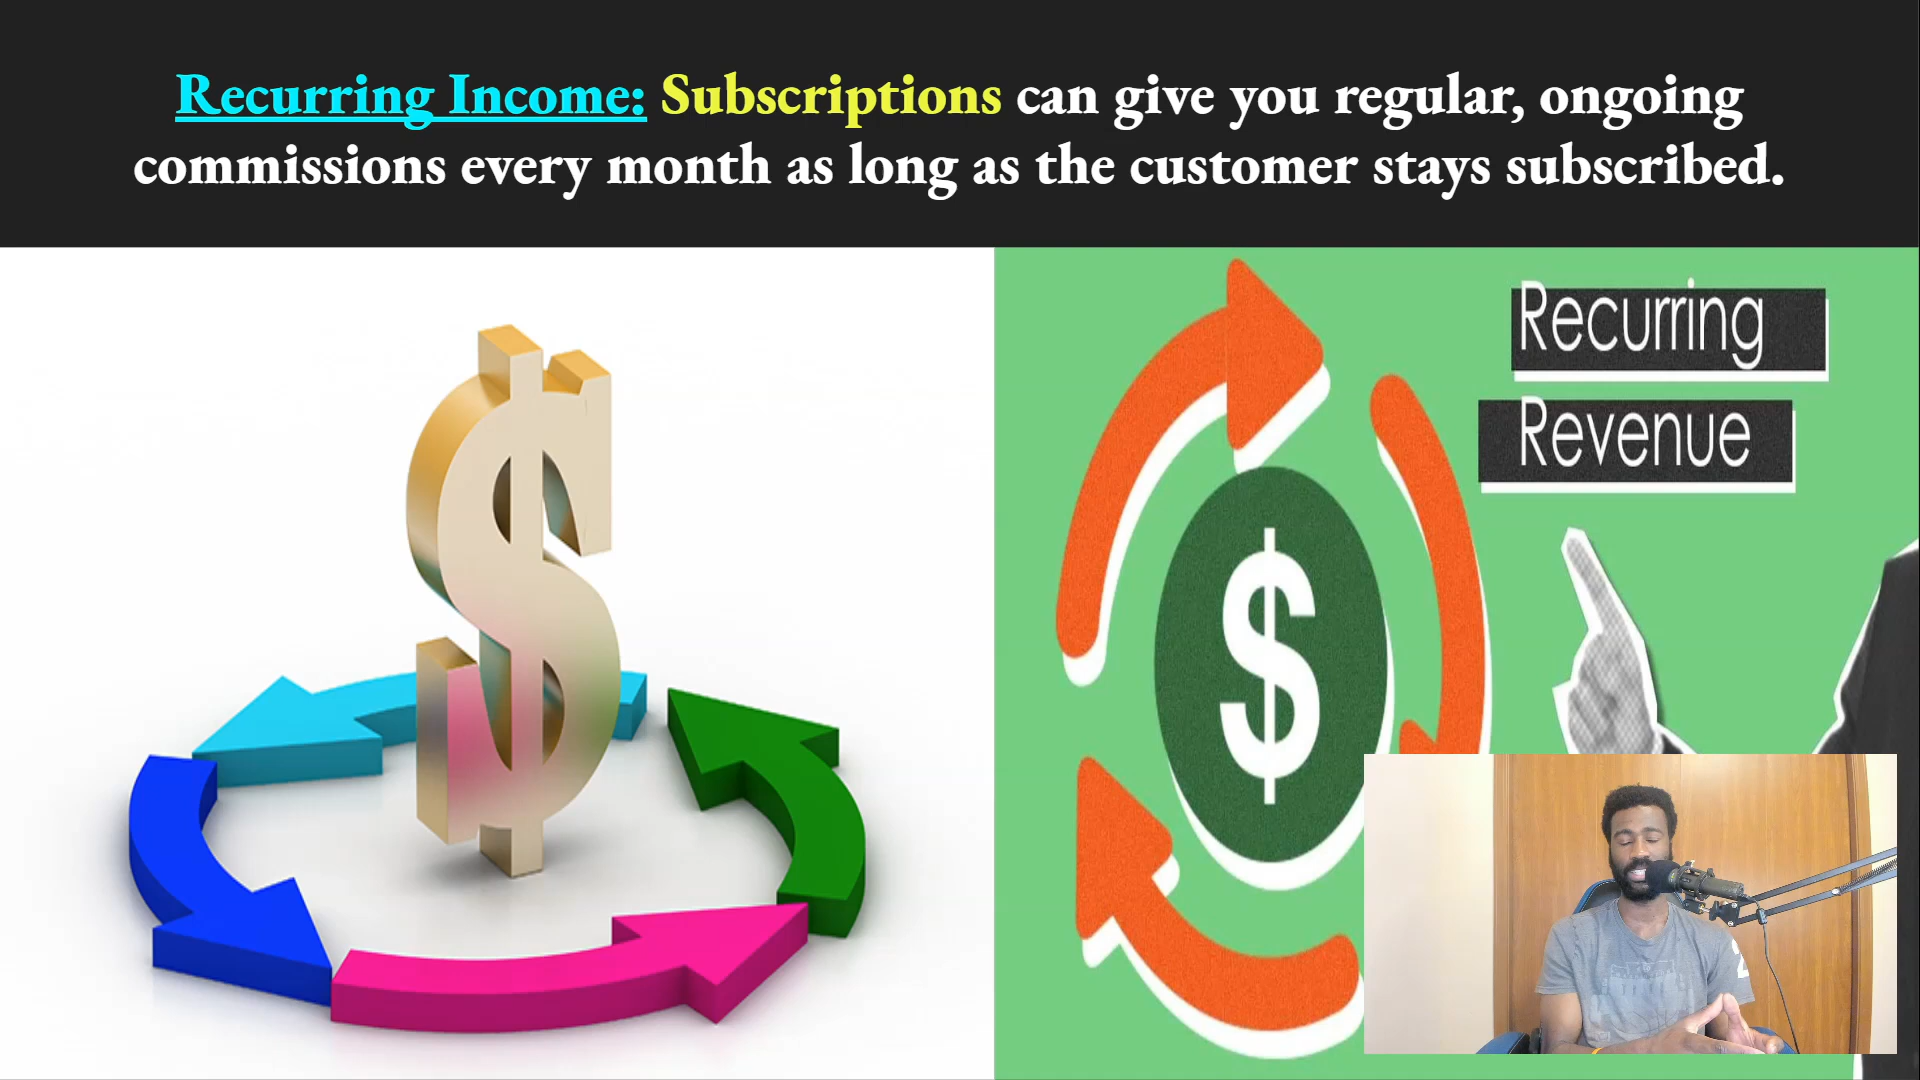 Recurring Income: Subscriptions can give you regular, ongoing
commissions every month as long as the customer stays subscribed.
Recurring
Revenue
$
$